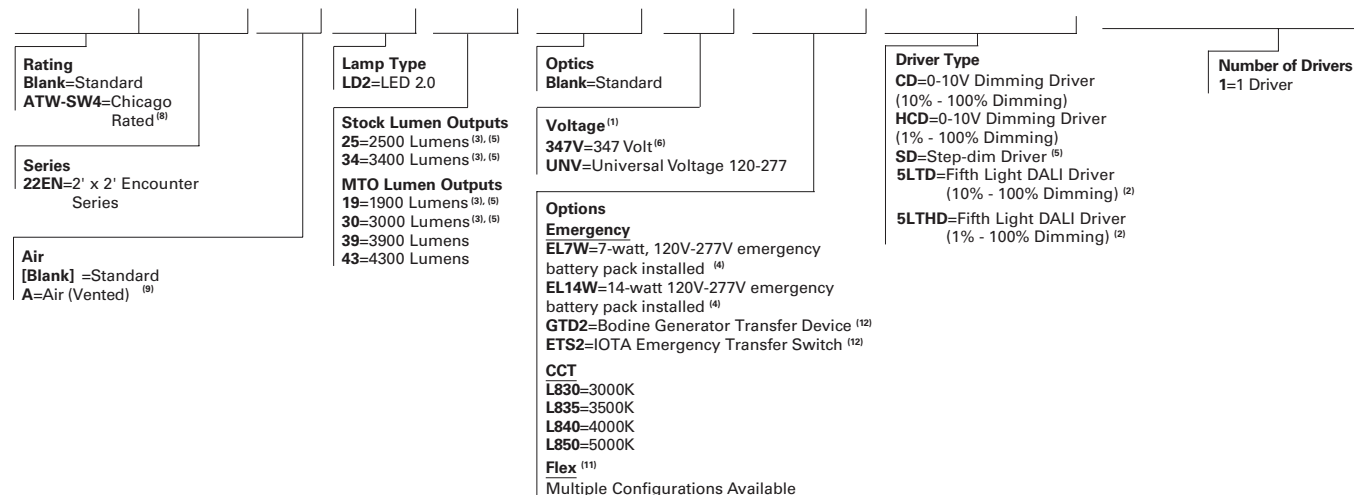 Rating
Blank=Standard
ATW-SW4=Chicago
Rated (8)
Series
22EN=2' x 2' Encounter
Series
Air
[Blank] =Standard
A=Air (Vented) (9)
Lamp Type
LD2=LED 2.0
Stock Lumen Outputs
25=2500 Lumens (3), (5)
34=3400 Lumens (3), (5)
MTO Lumen Outputs
19=1900 Lumens (3), (5)
30=3000 Lumens (3), (5)
39=3900 Lumens
43=4300 Lumens
Optics
Blank=Standard
Voltage (1)
347V=347 Volt (6)
UNV=Universal Voltage 120-277
Options
Emergency
EL7W=7-watt, 120V-277V emergency
battery pack installed (4)
EL14W=14-watt 120V-277V emergency
battery pack installed (4)
GTD2=Bodine Generator Transfer Device (12)
ETS2=IOTA Emergency Transfer Switch (12)
CCT
L830=3000K
L835=3500K
L840=4000K
L850=5000K
Flex (11)
Multiple Configurations Available
Driver Type
CD=0-10V Dimming Driver
(10% - 100% Dimming)
HCD=0-10V Dimming Driver
(1% - 100% Dimming)
SD=Step-dim Driver (5)
5LTD=Fifth Light DALI Driver
(10% - 100% Dimming) (2)
5LTHD=Fifth Light DALI Driver
(1% - 100% Dimming) (2)
Number of Drivers
1=1 Driver